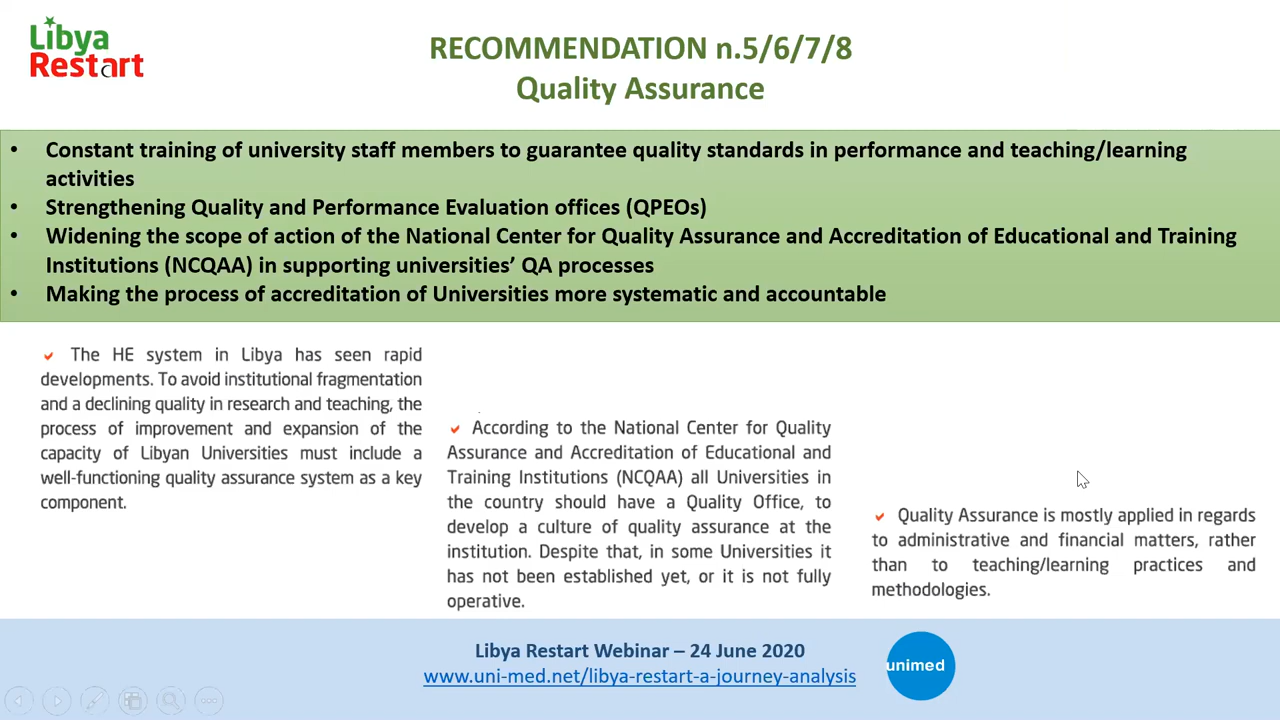 Libya
Restart
RECOMMENDATION n.5/6/7/8
Quality Assurance
• Constant training of university staff members to guarantee quality standards in performance and teaching/learning
activities
• Strengthening Quality and Performance Evaluation offices (QPEOs)
• Widening the scope of action of the National Center for Quality Assurance and Accreditation of Educational and Training
Institutions (NCQAA) in supporting universities’ QA processes
• Making the process of accreditation of Universities more systematic and accountable
✓ The HE system in Libya has seen rapid
developments. To avoid institutional fragmentation
and a declining quality in research and teaching, the
process of improvement and expansion of the
capacity of Libyan Universities must include a
well-functioning quality assurance system as a key
component.
✓ According to the National Center for Quality
Assurance and Accreditation of Educational and
Training Institutions (NCQAA) all Universities in
the country should have a Quality Office, to
develop a culture of quality assurance at the
institution. Despite that, in some Universities it
has not been established yet, or it is not fully
operative.
✓ Quality Assurance is mostly applied in regards
to administrative and financial matters, rather
than to teaching/learning practices and
methodologies.
Libya Restart Webinar – 24 June 2020
www.uni-med.net/libya-restart-a-journey-analysis
unimed